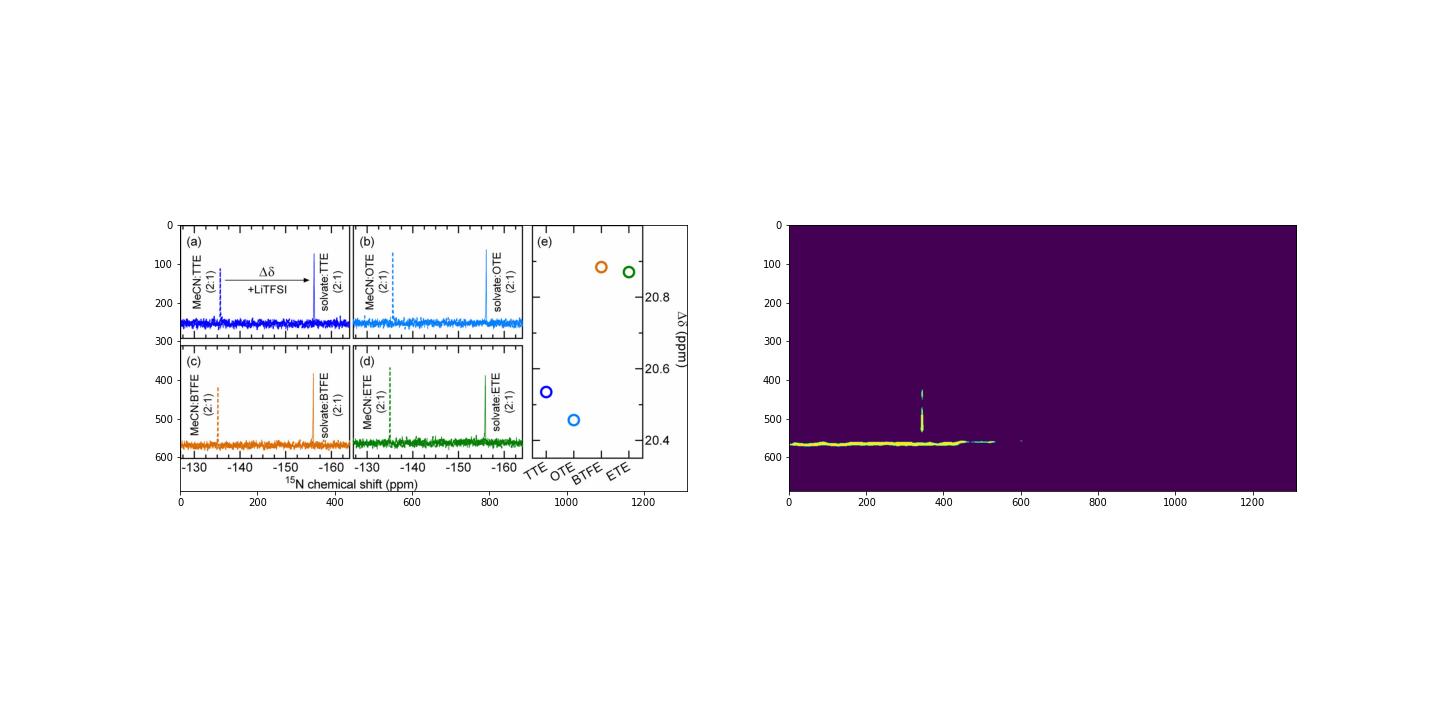 0
100
200
300
400
500
600
(a)
MeCN:TTE
(2:1)
Δδ
+LiTFSI
solvate:TTE
(2:1)
(b)
MeCN:OTE
(2:1)
solvate:OTE
(2:1)
(c)
MeCN:BTFE
(2:1)
solvate:BTFE
(2:1)
(d)
MeCN:ETE
(2:1)
solvate:ETE
(2:1)
-130 -140 -150 -160 -130 -140 -150 -160
¹⁵N chemical shift (ppm)
(e)
20.8
20.6
20.4
Δδ (ppm)
TTE OTE BTFE ETE
0 200 400 600 800 1000 1200
0
100
200
300
400
500
600
0 200 400 600 800 1000 1200